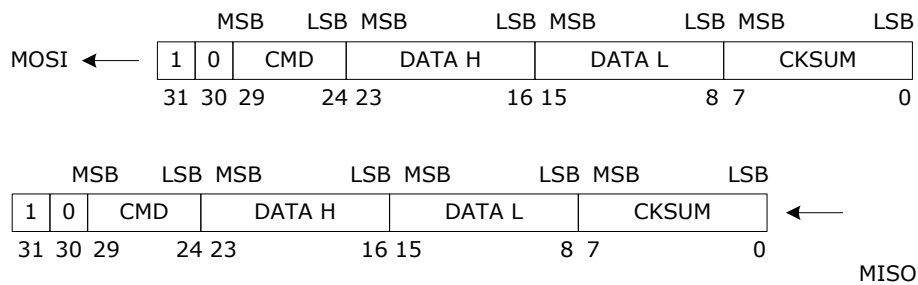 MSB LSB MSB LSB MSB LSB MSB LSB
MOSI 1 0 CMD DATA H DATA L CKSUM
31 30 29 24 23 16 15 8 7 0
MSB LSB MSB LSB MSB LSB MSB LSB
1 0 CMD DATA H DATA L CKSUM
31 30 29 24 23 16 15 8 7 0
MISO